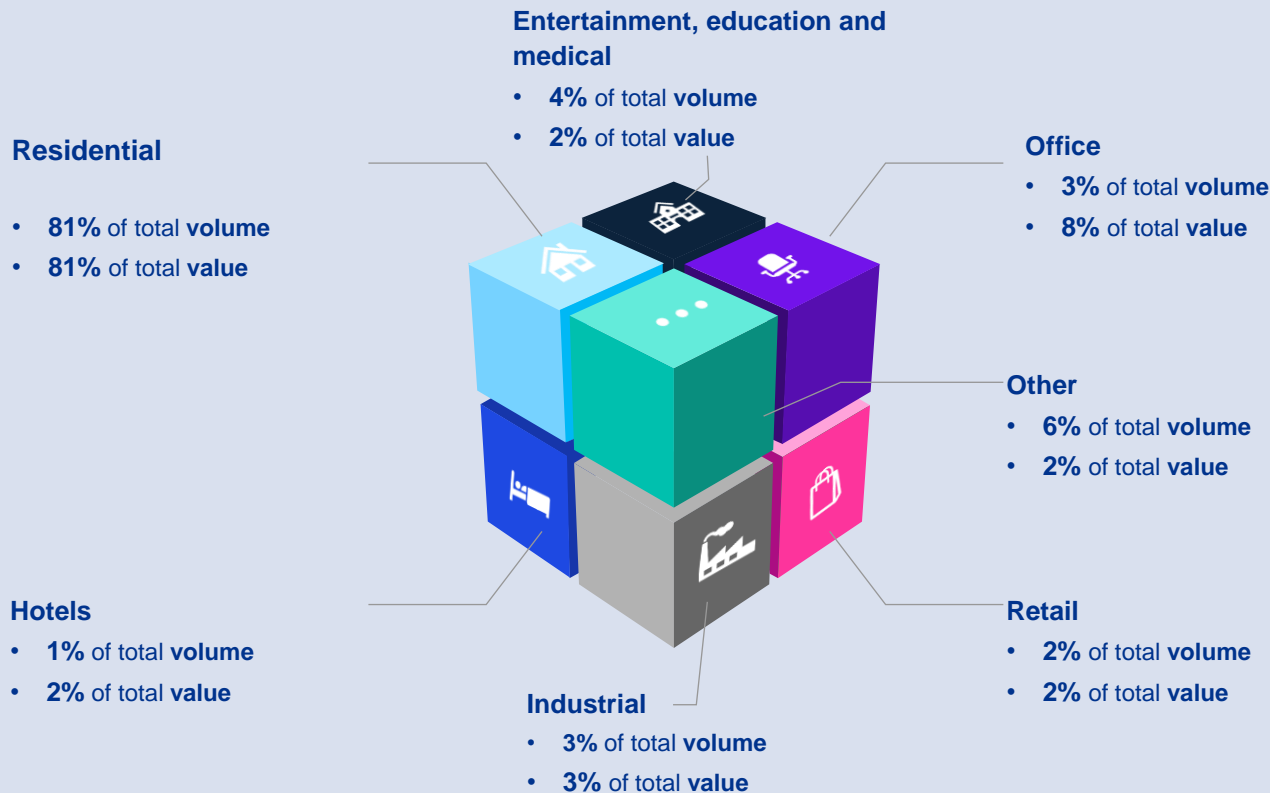 Entertainment, education and
medical
• 4% of total volume
• 2% of total value
Residential
• 81% of total volume
• 81% of total value
Office
• 3% of total volume
• 8% of total value
Other
• 6% of total volume
• 2% of total value
Hotels
• 1% of total volume
• 2% of total value
Retail
• 2% of total volume
• 2% of total value
Industrial
• 3% of total volume
• 3% of total value